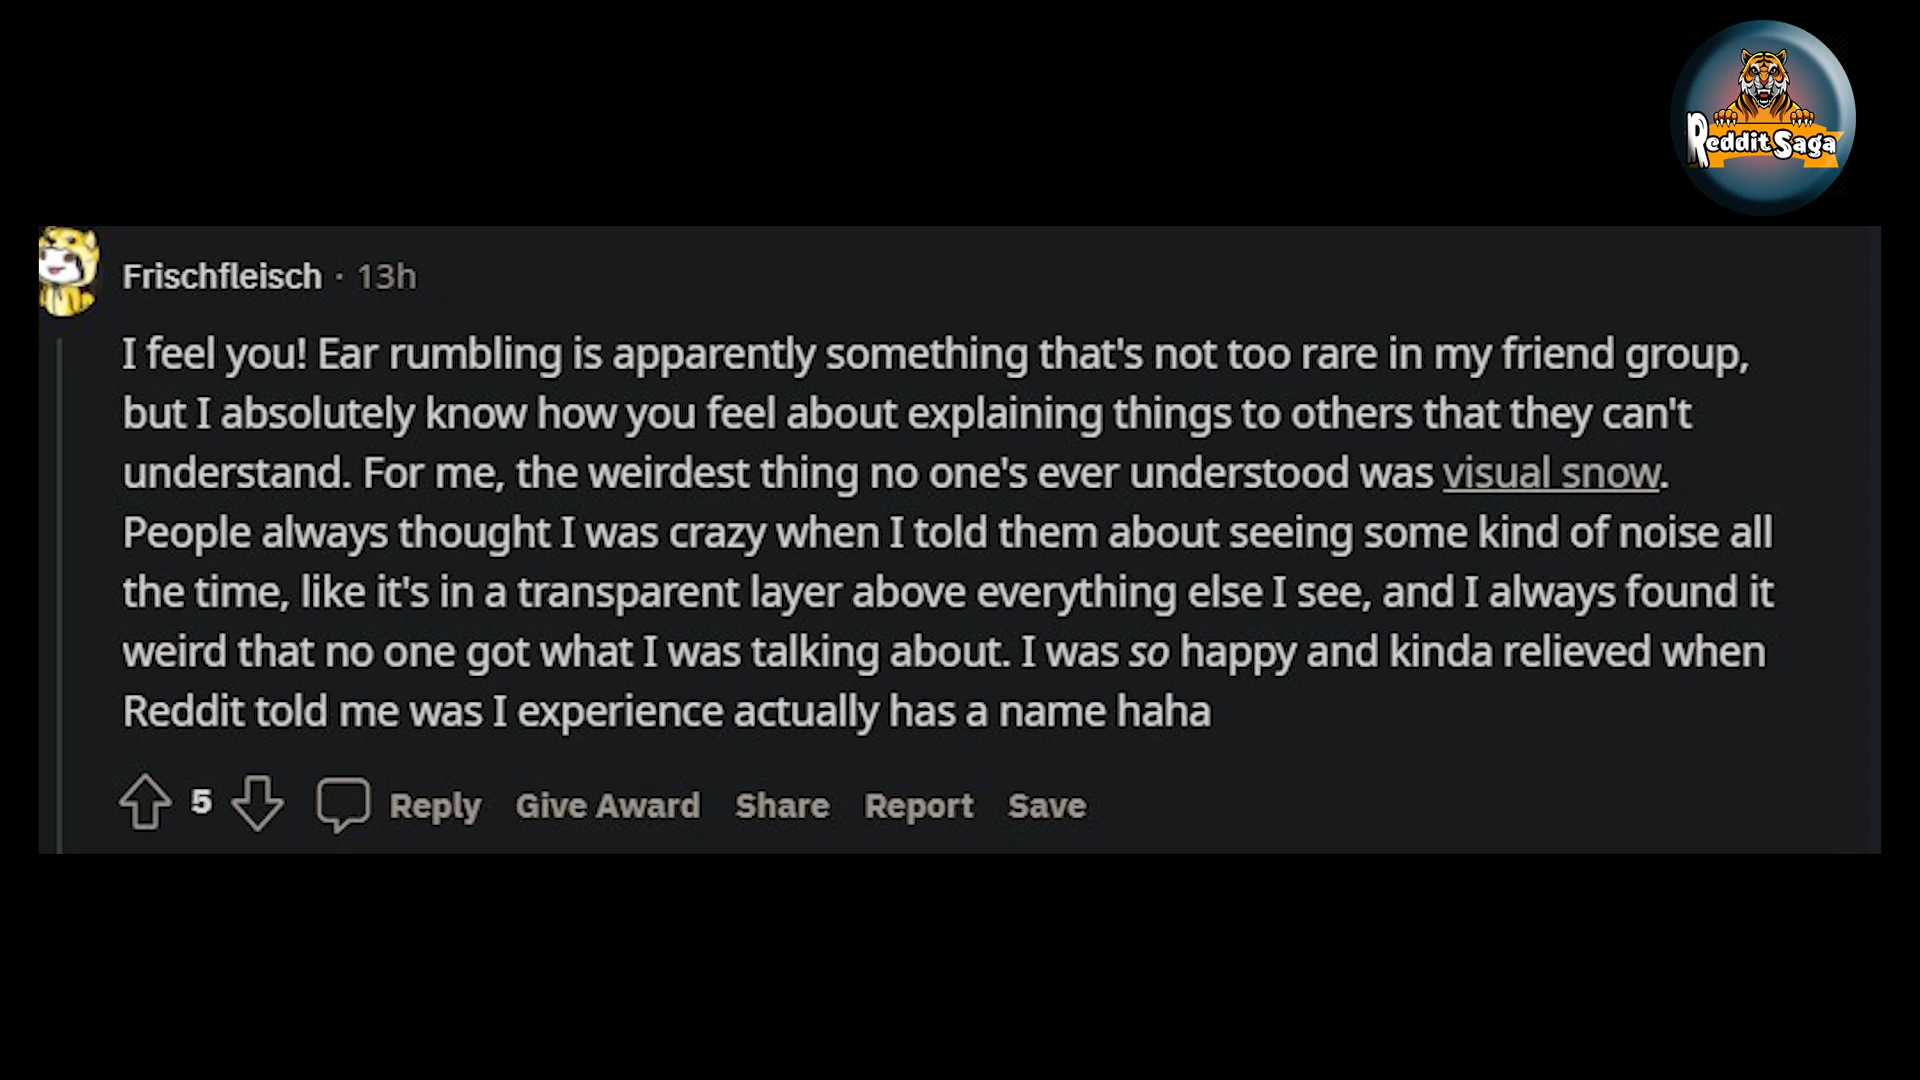 Reddit Saga
Frischfleisch · 13h
I feel you! Ear rumbling is apparently something that's not too rare in my friend group,
but I absolutely know how you feel about explaining things to others that they can't
understand. For me, the weirdest thing no one's ever understood was visual snow.
People always thought I was crazy when I told them about seeing some kind of noise all
the time, like it's in a transparent layer above everything else I see, and I always found it
weird that no one got what I was talking about. I was so happy and kinda relieved when
Reddit told me was I experience actually has a name haha
5 Reply Give Award Share Report Save